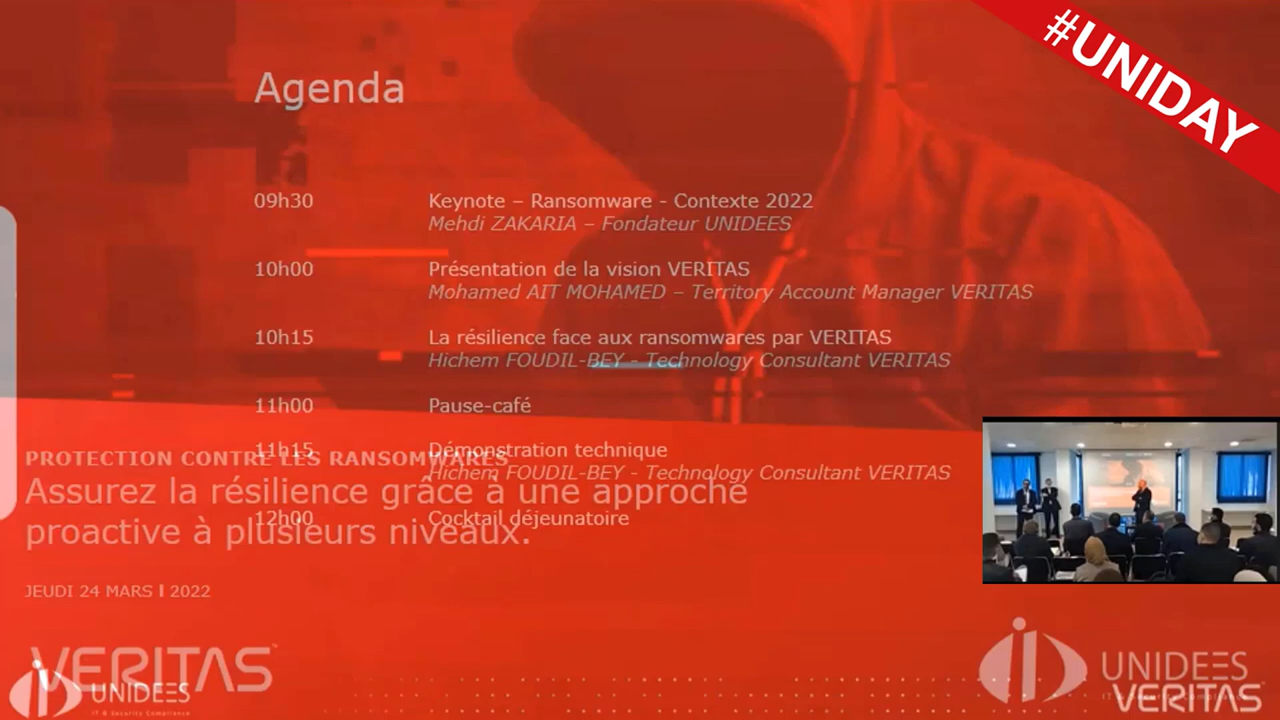 #UNIDAY
Agenda
09h30 Keynote – Ransomware - Contexte 2022
Mehdi ZAKARIA – Fondateur UNIDEES
10h00 Présentation de la vision VERITAS
Mohamed AIT MOHAMED – Territory Account Manager VERITAS
10h15 La résilience face aux ransomwares par VERITAS
Hichem FOUDIL-BEY - Technology Consultant VERITAS
11h00 Pause-café
11h15 Démonstration technique
Hichem FOUDIL-BEY - Technology Consultant VERITAS
12h00 Cocktail déjeunatoire
PROTECTION CONTRE LES RANSOMWARES
Assurez la résilience grâce à une approche
proactive à plusieurs niveaux.
JEUDI 24 MARS I 2022
VERITAS
UNIDEES
IT & Security Compliance
UNIDEES
VERITAS